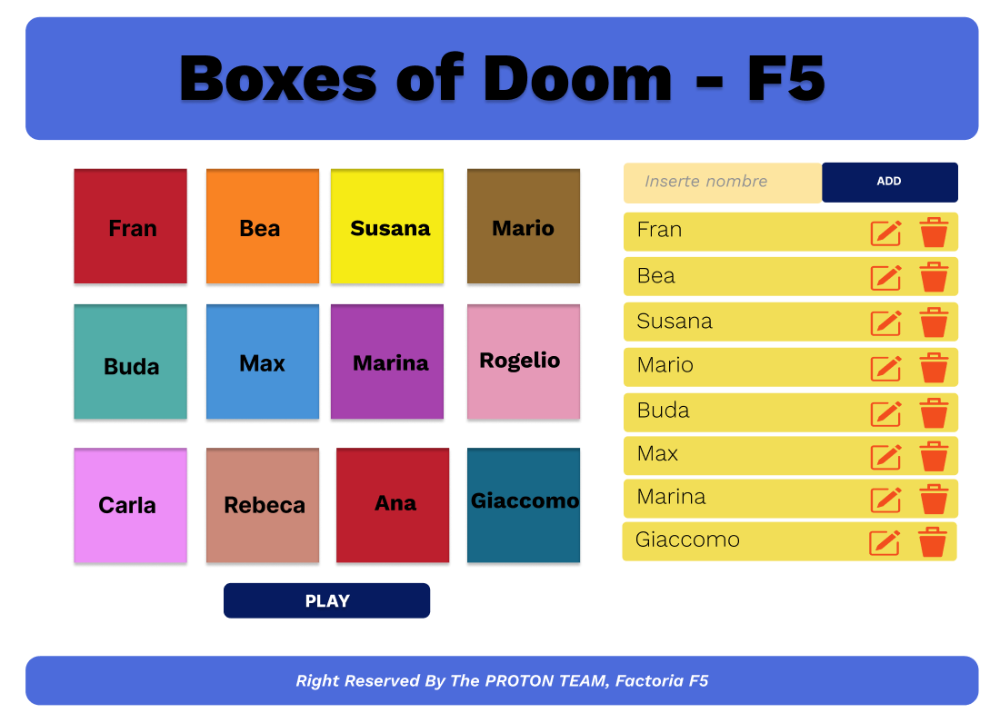 Boxes of Doom - F5
Fran
Bea
Susana
Mario
Buda
Max
Marina
Rogelio
Carla
Rebeca
Ana
Giaccomo
PLAY
Inserte nombre
ADD
Fran
Bea
Susana
Mario
Buda
Max
Marina
Giaccomo
Right Reserved By The PROTON TEAM, Factoria F5